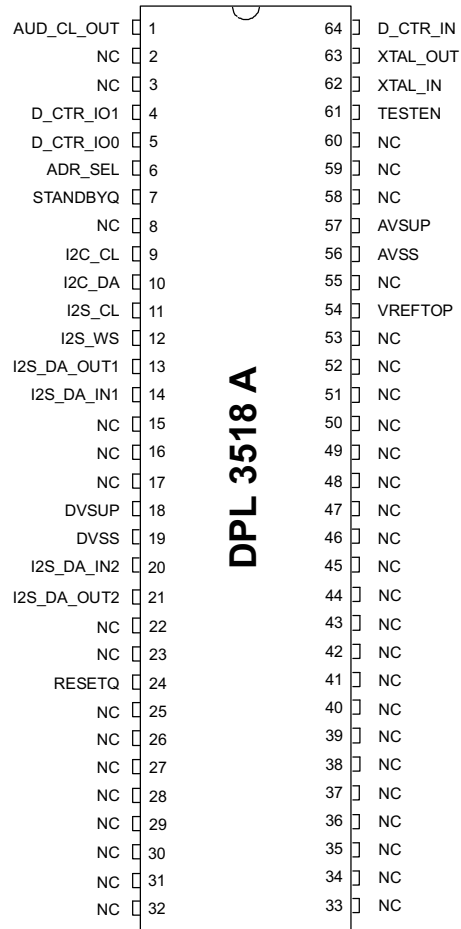 AUD_CL_OUT 1 64 D_CTR_IN
NC 2 63 XTAL_OUT
NC 3 62 XTAL_IN
D_CTR_IO1 4 61 TESTEN
D_CTR_IO0 5 60 NC
ADR_SEL 6 59 NC
STANDBYQ 7 58 NC
NC 8 57 AVSUP
I2C_CL 9 56 AVSS
I2C_DA 10 55 NC
I2S_CL 11 54 VREFTOP
I2S_WS 12 53 NC
I2S_DA_OUT1 13 52 NC
I2S_DA_IN1 14 51 NC
NC 15 50 NC
NC 16 49 NC
NC 17 48 NC
DVSUP 18 47 NC
DVSS 19 46 NC
I2S_DA_IN2 20 45 NC
I2S_DA_OUT2 21 44 NC
NC 22 43 NC
NC 23 42 NC
RESETQ 24 41 NC
NC 25 40 NC
NC 26 39 NC
NC 27 38 NC
NC 28 37 NC
NC 29 36 NC
NC 30 35 NC
NC 31 34 NC
NC 32 33 NC
DPL 3518 A